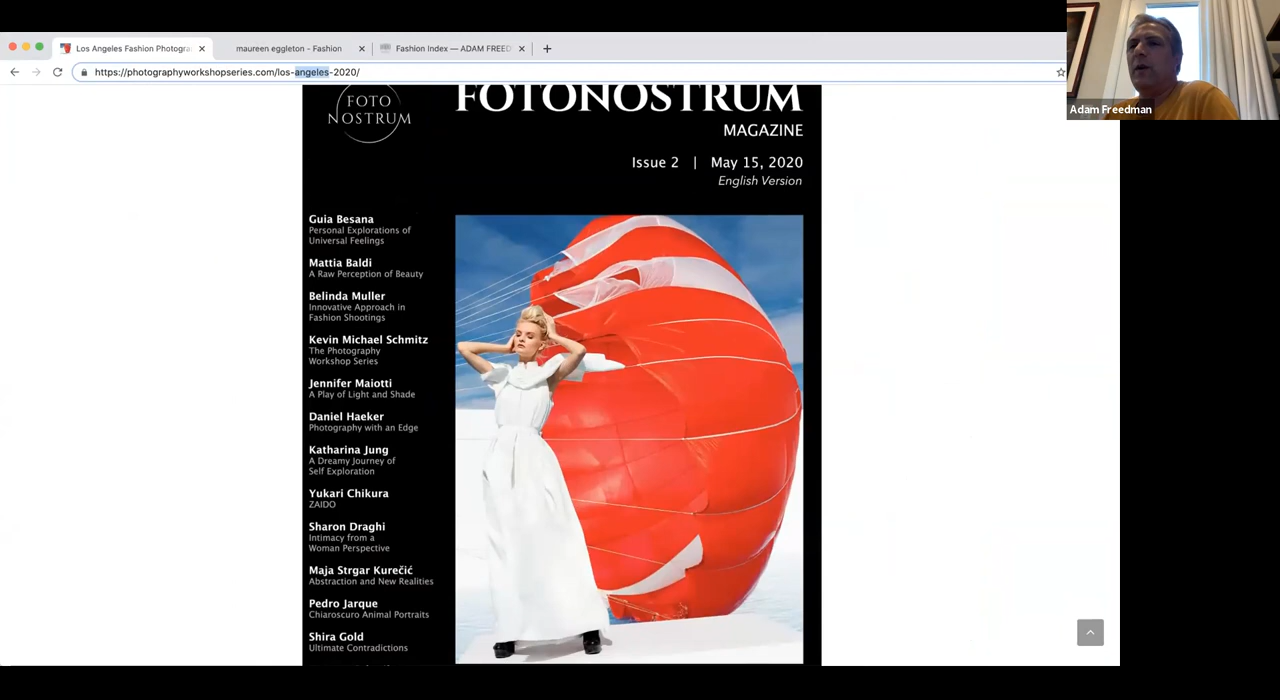 Los Angeles Fashion Photogra
maureen eggleton - Fashion
Fashion Index — ADAM FREED
https://photographyworkshopseries.com/los-angeles-2020/
Adam Freedman
FOTO
NOSTRUM
FOTONOSTRUM
MAGAZINE
Issue 2 | May 15, 2020
English Version
Guia Besana
Personal Explorations of
Universal Feelings
Mattia Baldi
A Raw Perception of Beauty
Belinda Muller
Innovative Approach in
Fashion Shootings
Kevin Michael Schmitz
The Photography
Workshop Series
Jennifer Maiotti
A Play of Light and Shade
Daniel Haeker
Photography with an Edge
Katharina Jung
A Dreamy Journey of
Self Exploration
Yukari Chikura
ZAIDO
Sharon Draghi
Intimacy from a
Woman Perspective
Maja Strgar Kurečić
Abstraction and New Realities
Pedro Jarque
Chiaroscuro Animal Portraits
Shira Gold
Ultimate Contradictions